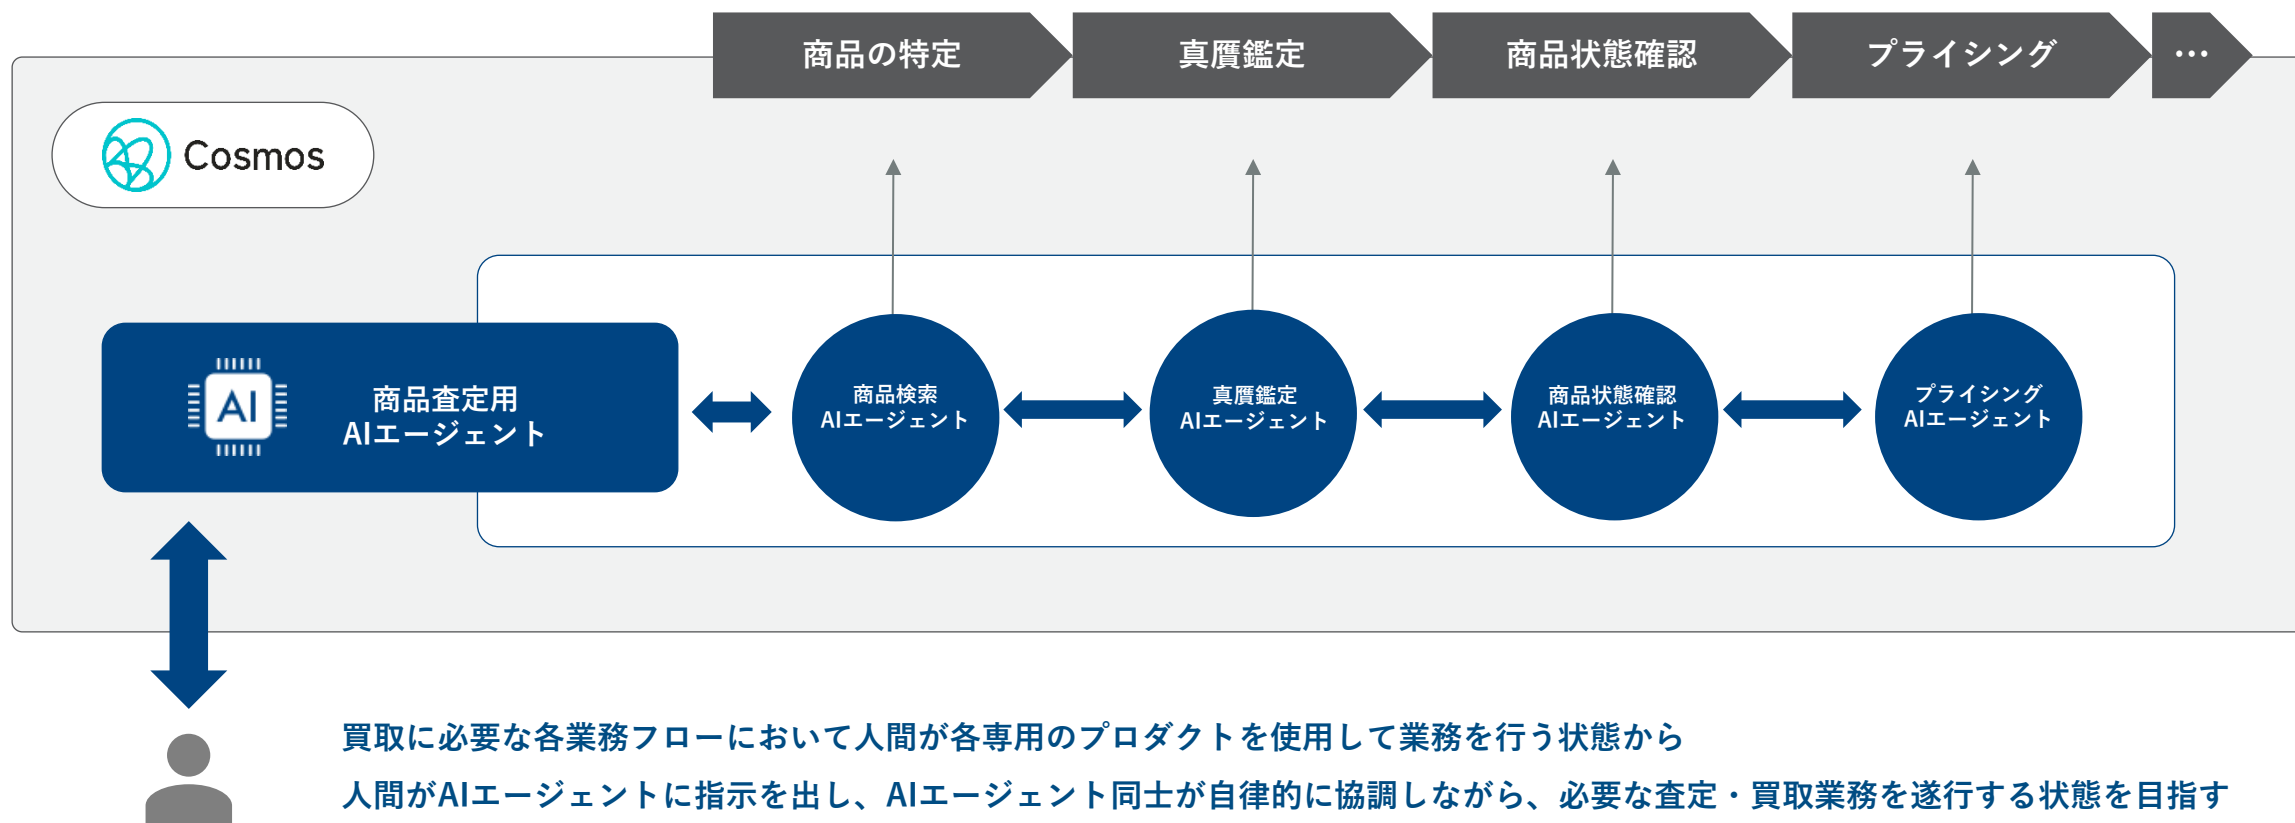 商品の特定
真贋鑑定
商品状態確認
プライシング
…
Cosmos
AI
商品査定用
AIエージェント
商品検索
AIエージェント
真贋鑑定
AIエージェント
商品状態確認
AIエージェント
プライシング
AIエージェント
買取に必要な各業務フローにおいて人間が各専用のプロダクトを使用して業務を行う状態から
人間がAIエージェントに指示を出し、AIエージェント同士が自律的に協調しながら、必要な査定・買取業務を遂行する状態を目指す